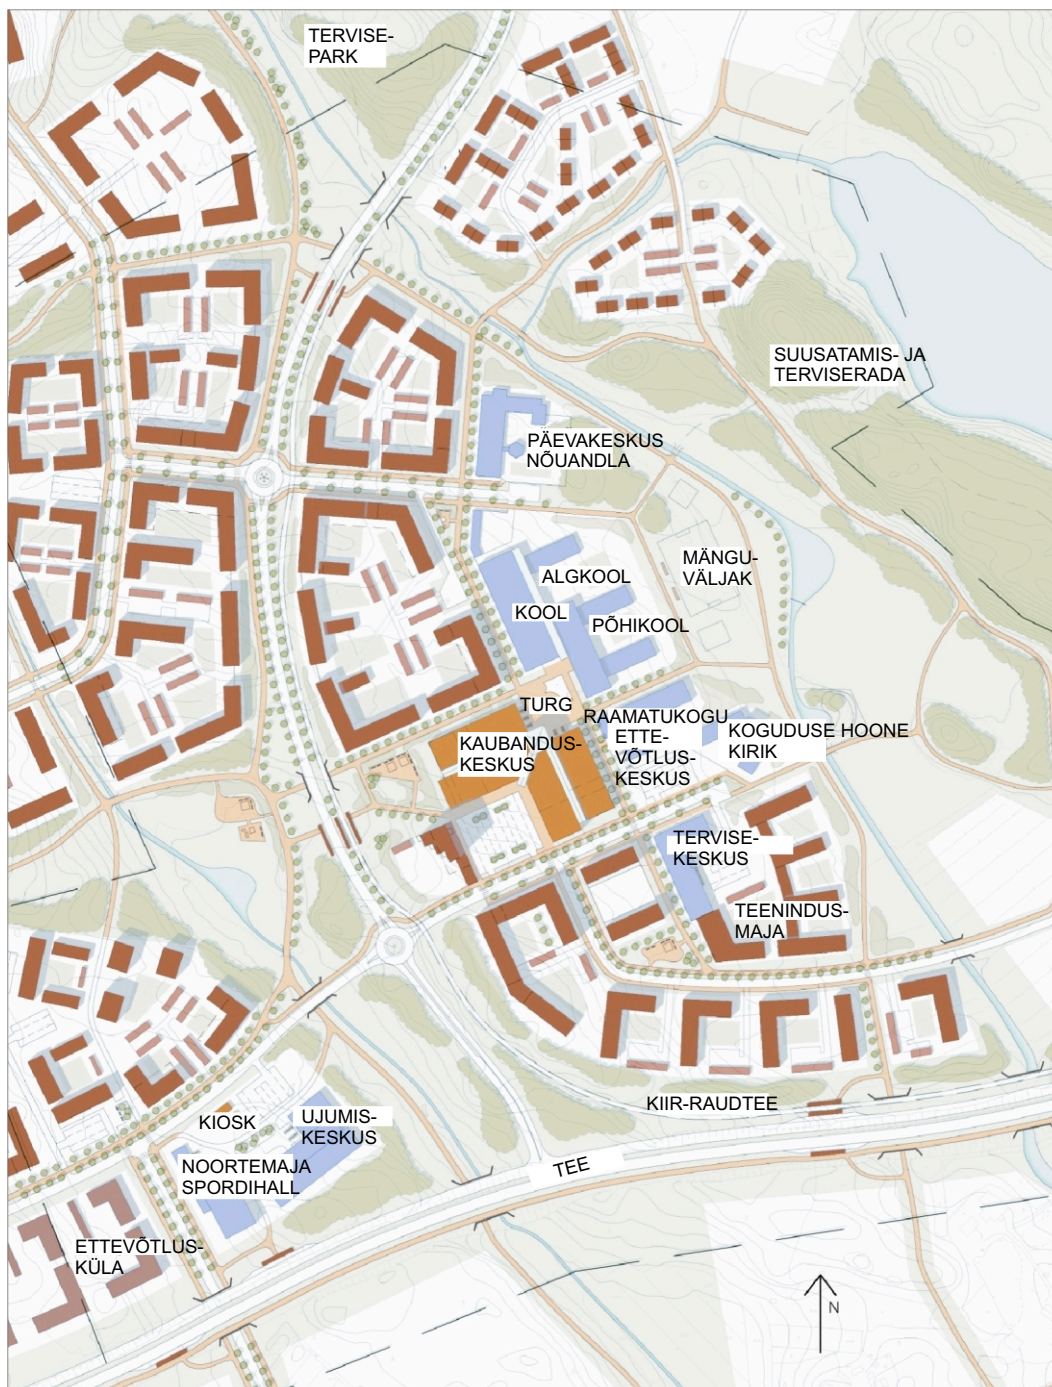 TERVISE-
PARK
SUUSATAMIS- JA
TERVISERADA
PÄEVAKESKUS
NÕUANDLA
MÄNGU-
VÄLJAK
ALGKOOL
KOOL
PÕHIKOOL
TURG
RAAMATUKOGU
ETTE-
VÕTLUS-
KESKUS
KOGUDUSE HOONE
KIRIK
KAUBANDUS-
KESKUS
TERVISE-
KESKUS
TEENINDUS-
MAJA
KIIR-RAUDTEE
KIOSK
UJUMIS-
KESKUS
NOORTEMAJA
SPORDIHALL
TEE
ETTEVÕTLUS-
KÜLA
N